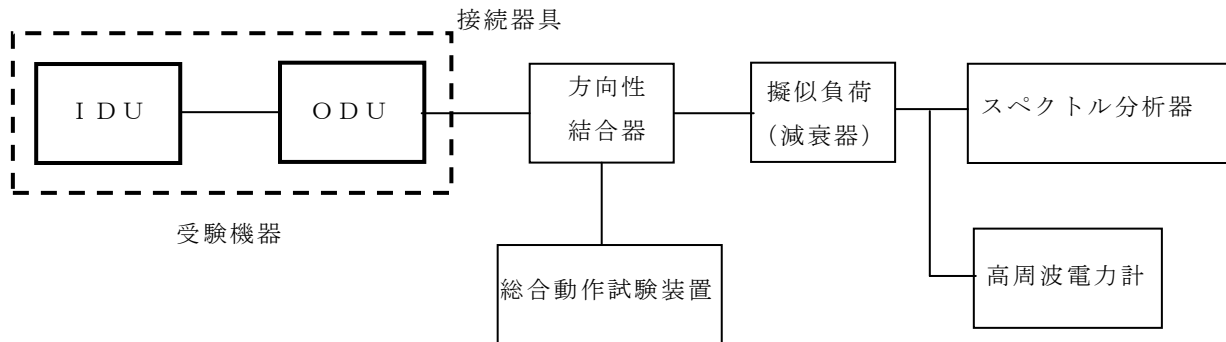 接続器具
ＩＤＵ
ＯＤＵ
方向性
結合器
擬似負荷
（減衰器）
スペクトル分析器
受験機器
総合動作試験装置
高周波電力計